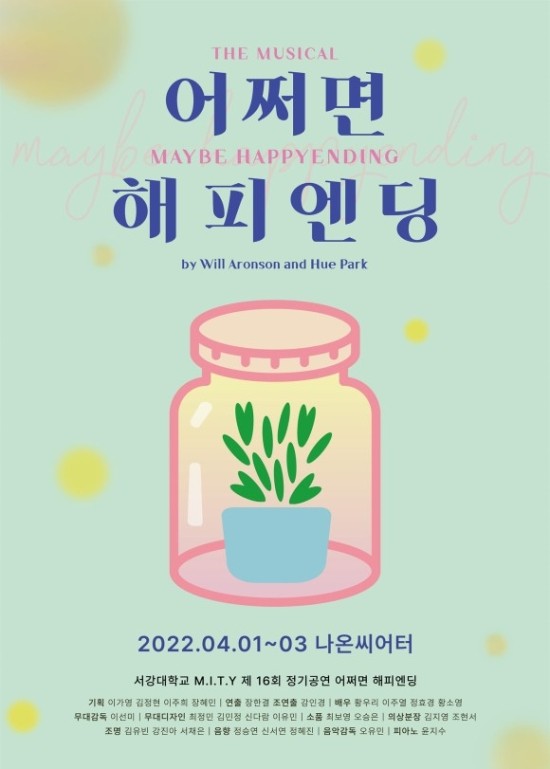 THE MUSICAL
어쩌면
maybe happyending
MAYBE HAPPYENDING
해피엔딩
by Will Aronson and Hue Park
2022.04.01~03 나온씨어터
서강대학교 M.I.T.Y 제 16회 정기공연 어쩌면 해피엔딩
기획 이가영 김정현 이주희 장혜민 | 연출 장한결 조연출 강인경 | 배우 황우리 이주열 정효경 황소영
무대감독 이선미 | 무대디자인 최정민 김민정 신다람 이유민 | 소품 최보영 오승은 | 의상분장 김지영 조현서
조명 김유빈 강진아 서채은 | 음향 정승연 신서연 정혜진 | 음악감독 오유민 | 피아노 윤지수